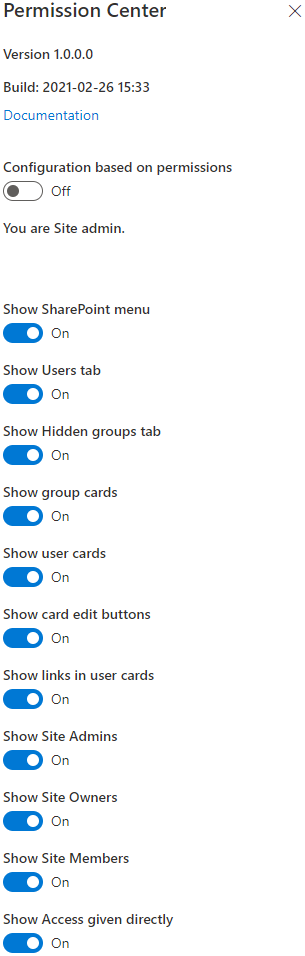 Permission Center
Version 1.0.0.0
Build: 2021-02-26 15:33
Documentation
Configuration based on permissions
Off
You are Site admin.
Show SharePoint menu
On
Show Users tab
On
Show Hidden groups tab
On
Show group cards
On
Show user cards
On
Show card edit buttons
On
Show links in user cards
On
Show Site Admins
On
Show Site Owners
On
Show Site Members
On
Show Access given directly
On